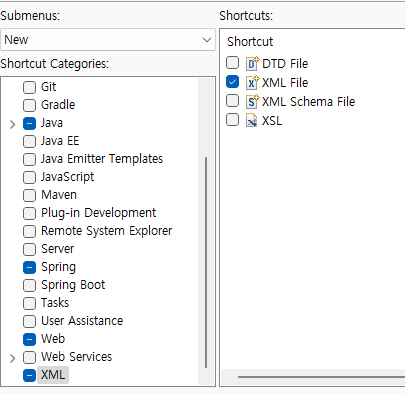 Submenus:
New
Shortcut Categories:
Git
Gradle
Java
Java EE
Java Emitter Templates
JavaScript
Maven
Plug-in Development
Remote System Explorer
Server
Spring
Spring Boot
Tasks
User Assistance
Web
Web Services
XML
Shortcuts:
Shortcut
DTD File
XML File
XML Schema File
XSL